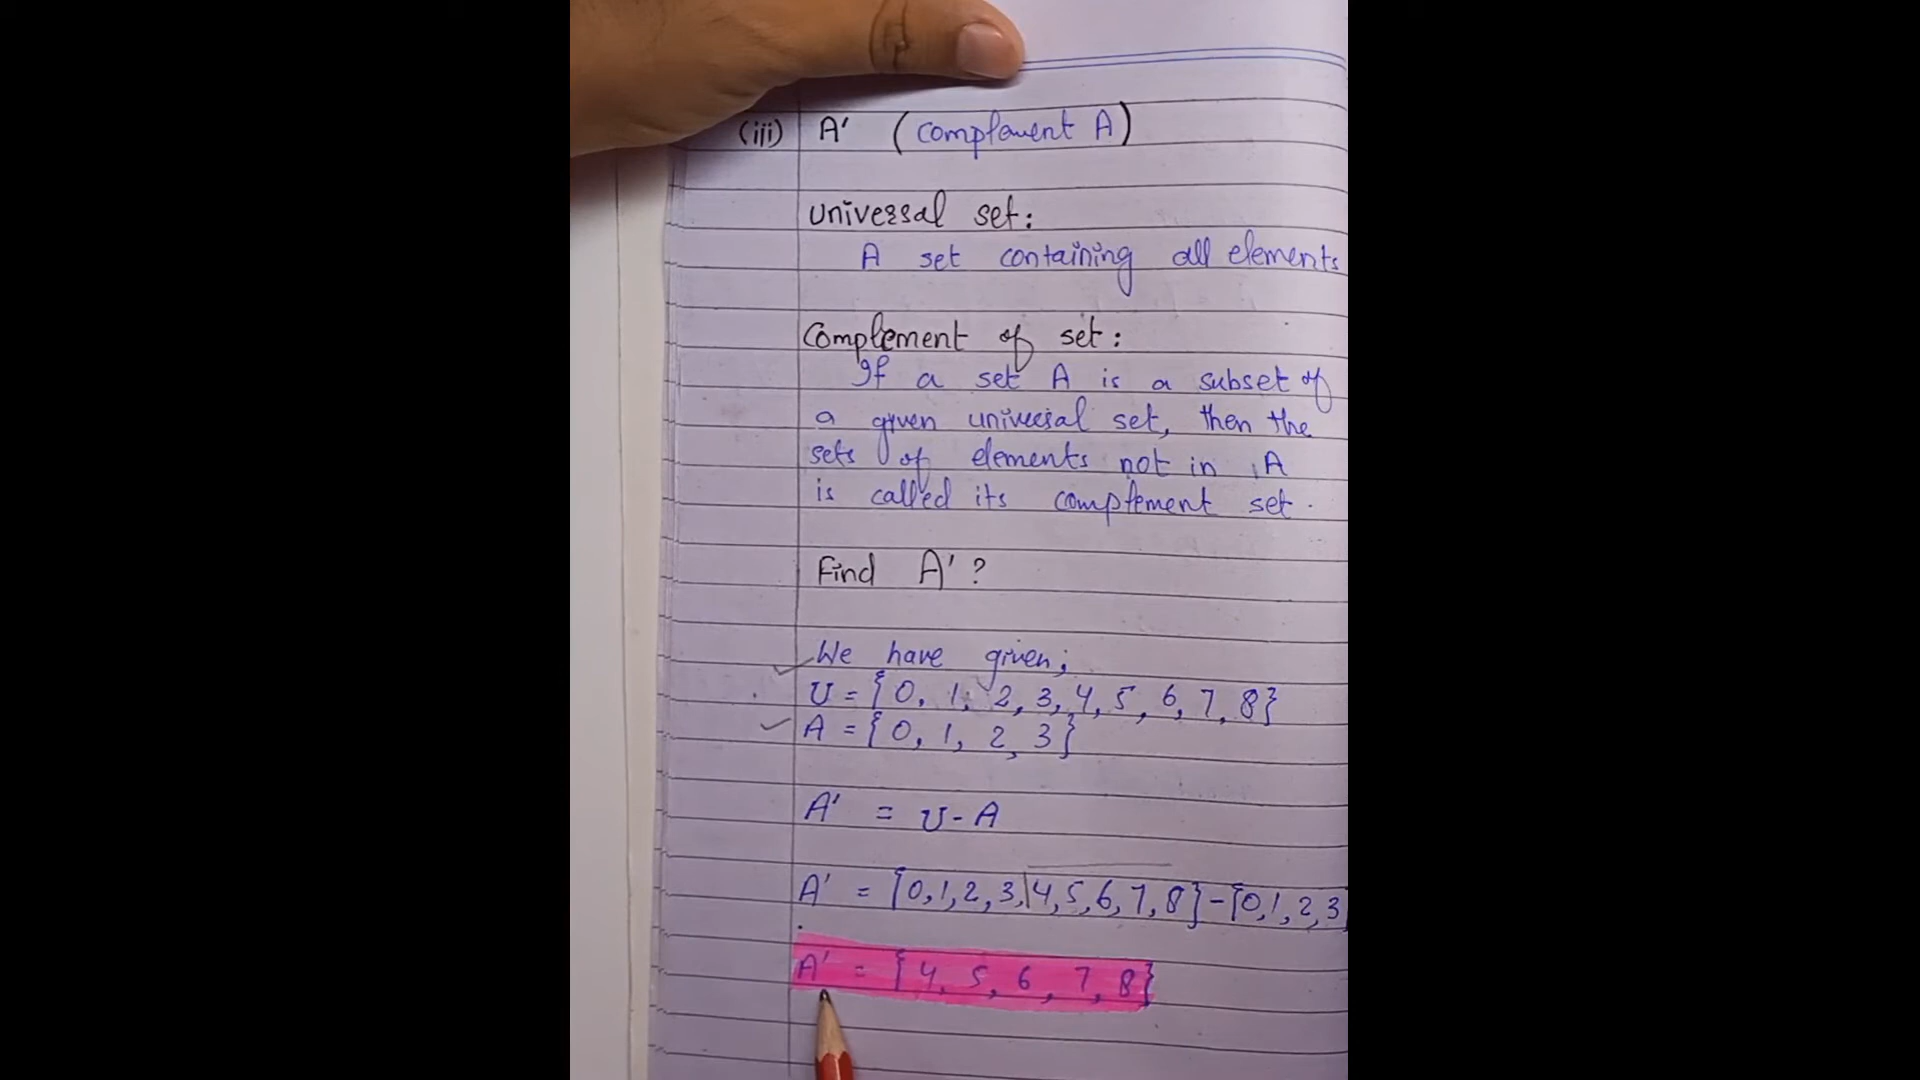 (iii) A' (complement A)
universal set:
A set containing all elements
Complement of set:
If a set A is a subset of
a given universal set, then the
sets of elements not in A
is called its complement set.
Find A'?
We have given;
U = {0, 1, 2, 3, 4, 5, 6, 7, 8}
A = {0, 1, 2, 3}
A' = U - A
A' = {0,1,2,3,4,5,6,7,8} - {0,1,2,3
A' = {4, 5, 6, 7, 8}